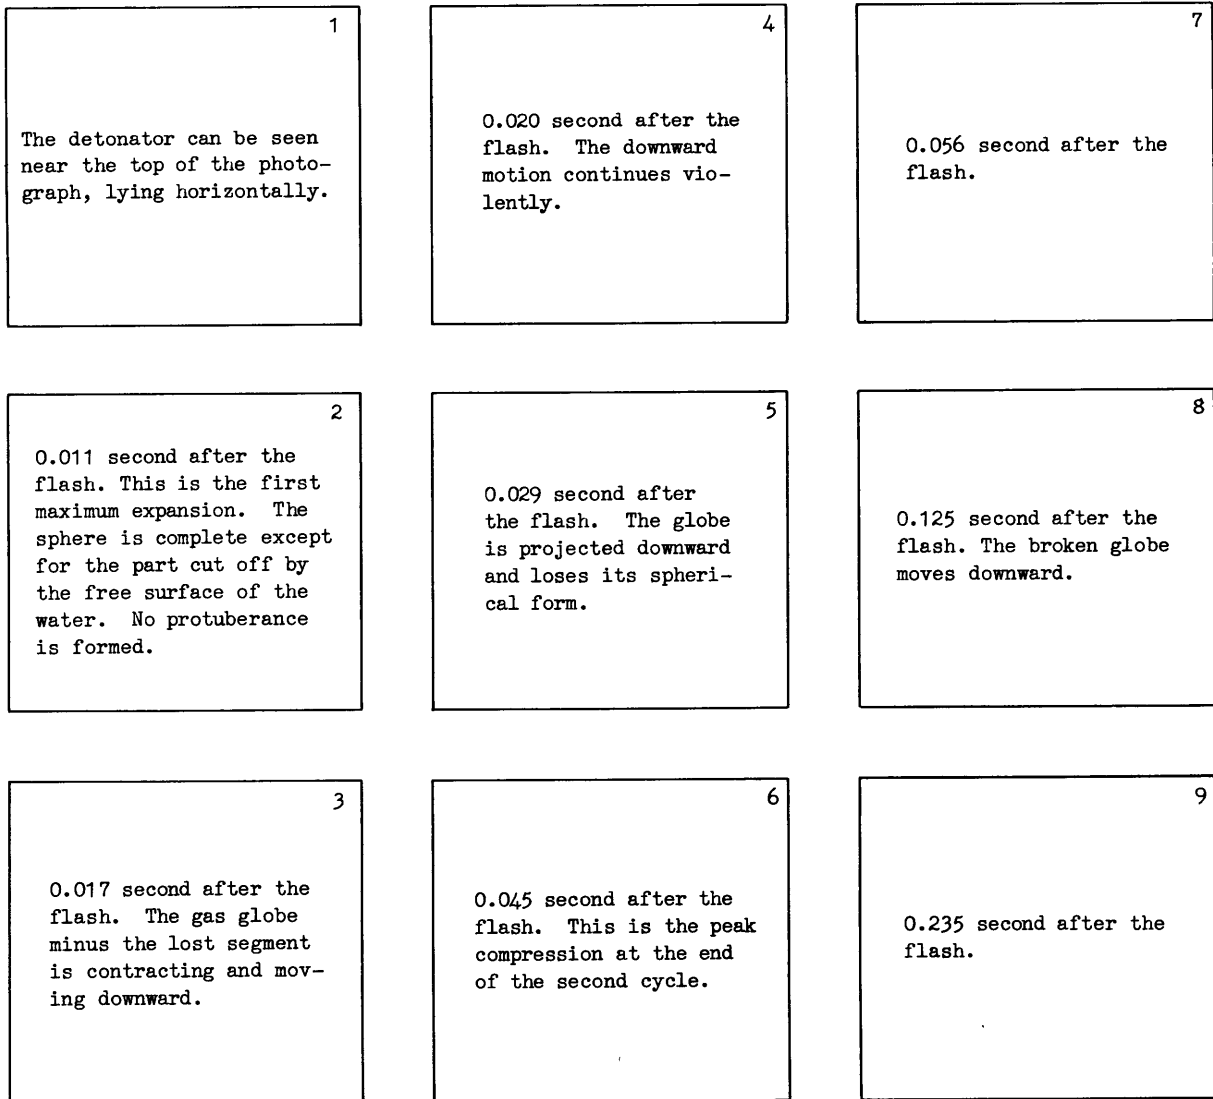 1
The detonator can be seen
near the top of the photo-
graph, lying horizontally.
2
0.011 second after the
flash. This is the first
maximum expansion. The
sphere is complete except
for the part cut off by
the free surface of the
water. No protuberance
is formed.
3
0.017 second after the
flash. The gas globe
minus the lost segment
is contracting and mov-
ing downward.
4
0.020 second after the
flash. The downward
motion continues vio-
lently.
5
0.029 second after
the flash. The globe
is projected downward
and loses its spheri-
cal form.
6
0.045 second after the
flash. This is the peak
compression at the end
of the second cycle.
7
0.056 second after the
flash.
8
0.125 second after the
flash. The broken globe
moves downward.
9
0.235 second after the
flash.